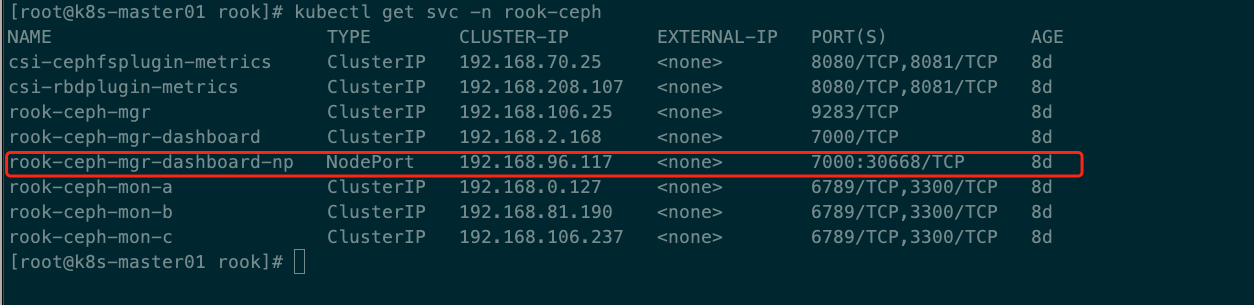 [root@k8s-master01 rook]# kubectl get svc -n rook-ceph
NAME TYPE CLUSTER-IP EXTERNAL-IP PORT(S) AGE
csi-cephfsplugin-metrics ClusterIP 192.168.70.25 <none> 8080/TCP,8081/TCP 8d
csi-rbdplugin-metrics ClusterIP 192.168.208.107 <none> 8080/TCP,8081/TCP 8d
rook-ceph-mgr ClusterIP 192.168.106.25 <none> 9283/TCP 8d
rook-ceph-mgr-dashboard ClusterIP 192.168.2.168 <none> 7000/TCP 8d
rook-ceph-mgr-dashboard-np NodePort 192.168.96.117 <none> 7000:30668/TCP 8d
rook-ceph-mon-a ClusterIP 192.168.0.127 <none> 6789/TCP,3300/TCP 8d
rook-ceph-mon-b ClusterIP 192.168.81.190 <none> 6789/TCP,3300/TCP 8d
rook-ceph-mon-c ClusterIP 192.168.106.237 <none> 6789/TCP,3300/TCP 8d
[root@k8s-master01 rook]#